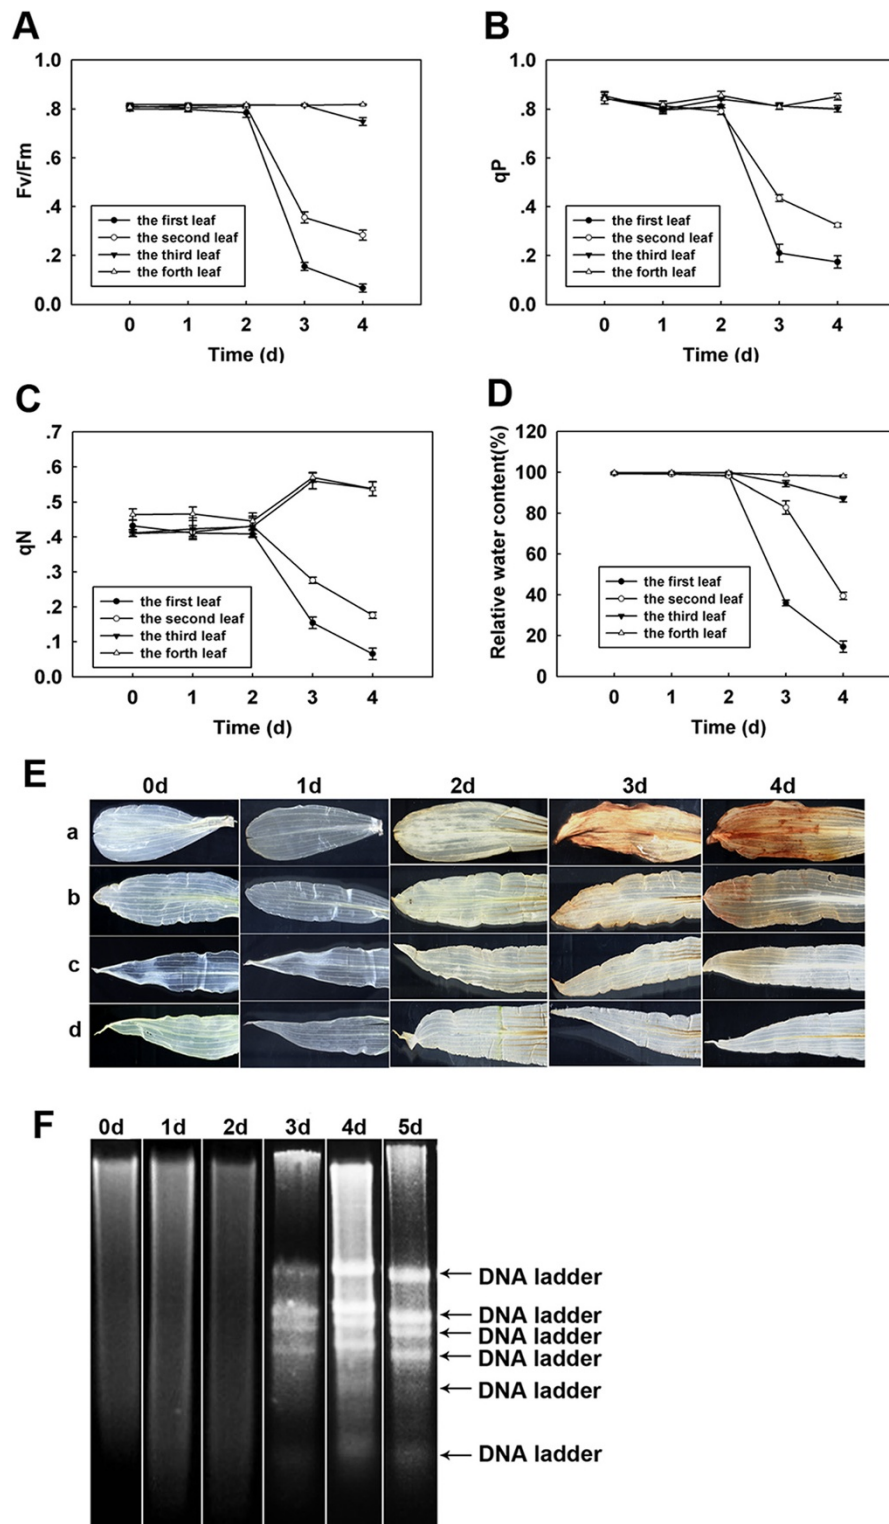 A
1.0
.8
.6
.4
0.2
0.0
Fv/Fm
the first leaf
the second leaf
the third leaf
the forth leaf
0 1 2 3 4
Time (d)
B
1.0
.8
.6
.4
0.2
0.0
qP
the first leaf
the second leaf
the third leaf
the forth leaf
0 1 2 3 4
Time (d)
C
.7
.6
.5
.4
.3
.2
.1
.0
qN
the first leaf
the second leaf
the third leaf
the forth leaf
0 1 2 3 4
Time (d)
D
120
100
80
60
40
20
0
Relative water content(%)
the first leaf
the second leaf
the third leaf
the forth leaf
0 1 2 3 4
Time (d)
E
0d 1d 2d 3d 4d
a
b
c
d
F
0d 1d 2d 3d 4d 5d
DNA ladder
DNA ladder
DNA ladder
DNA ladder
DNA ladder
DNA ladder